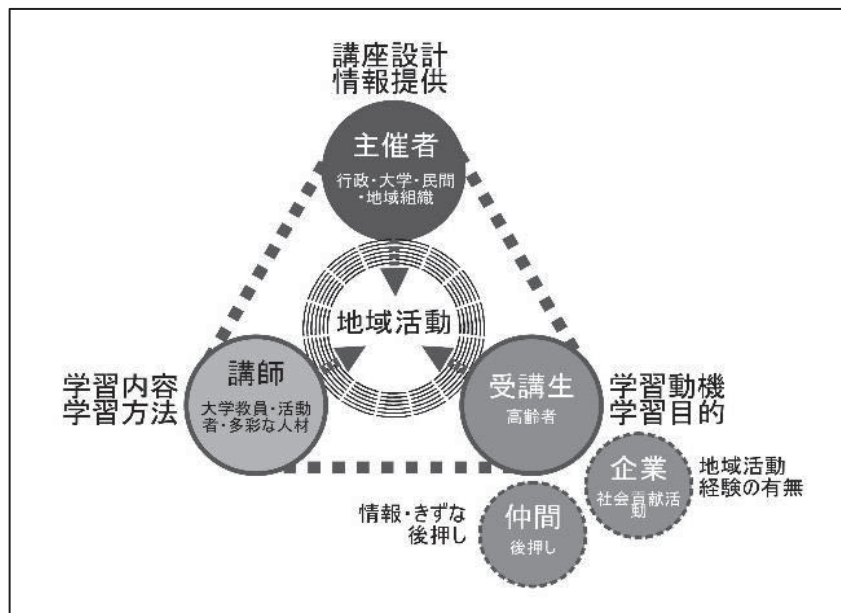 講座設計
情報提供
主催者
行政・大学・民間
・地域組織
地域活動
学習内容
学習方法
講師
大学教員・活動
者・多彩な人材
受講生
高齢者
学習動機
学習目的
企業
社会貢献活
動
地域活動
経験の有無
情報・きずな
後押し
仲間
後押し